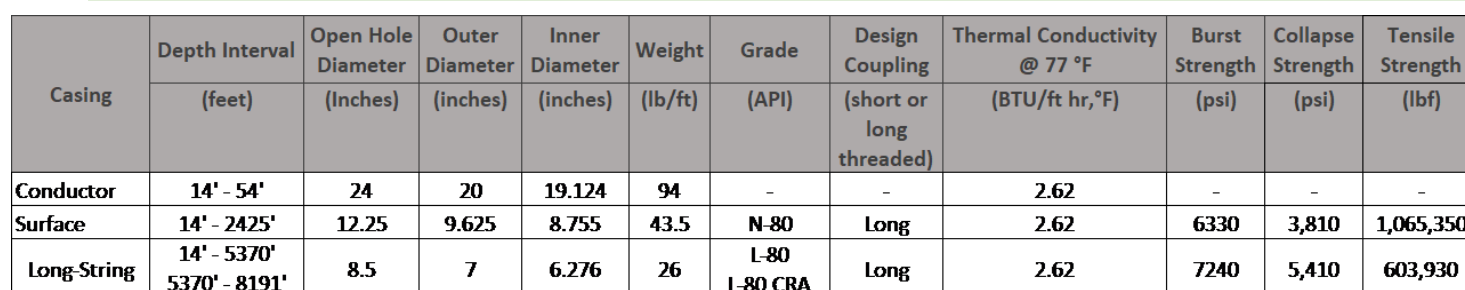 Casing | Depth Interval | Open Hole Diameter | Outer Diameter | Inner Diameter | Weight | Grade | Design Coupling | Thermal Conductivity @ 77 °F | Burst Strength | Collapse Strength | Tensile Strength
(feet) | (Inches) | (inches) | (inches) | (lb/ft) | (API) | (short or long threaded) | (BTU/ft hr,°F) | (psi) | (psi) | (lbf)
Conductor | 14' - 54' | 24 | 20 | 19.124 | 94 | - | - | 2.62 | - | - | -
Surface | 14' - 2425' | 12.25 | 9.625 | 8.755 | 43.5 | N-80 | Long | 2.62 | 6330 | 3,810 | 1,065,350
Long-String | 14' - 5370' 5370' - 8191' | 8.5 | 7 | 6.276 | 26 | L-80 L-80 CRA | Long | 2.62 | 7240 | 5,410 | 603,930